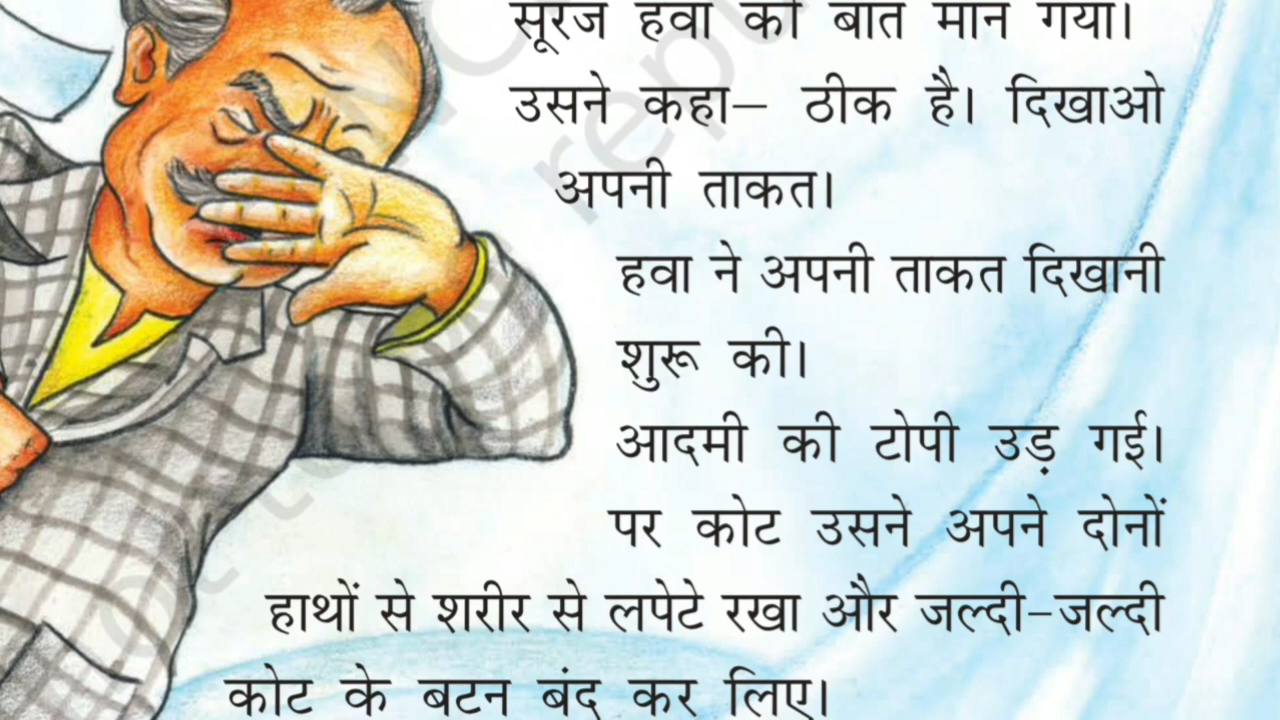 सूरज हवा की बात मान गया।
उसने कहा– ठीक है। दिखाओ
अपनी ताकत।
हवा ने अपनी ताकत दिखानी
शुरू की।
आदमी की टोपी उड़ गई।
पर कोट उसने अपने दोनों
हाथों से शरीर से लपेटे रखा और जल्दी–जल्दी
कोट के बटन बंद कर लिए।